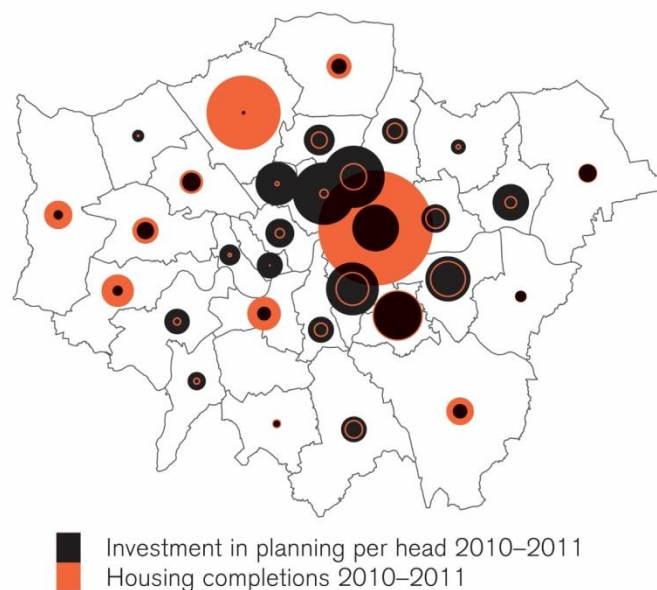 Investment in planning per head 2010–2011
Housing completions 2010–2011